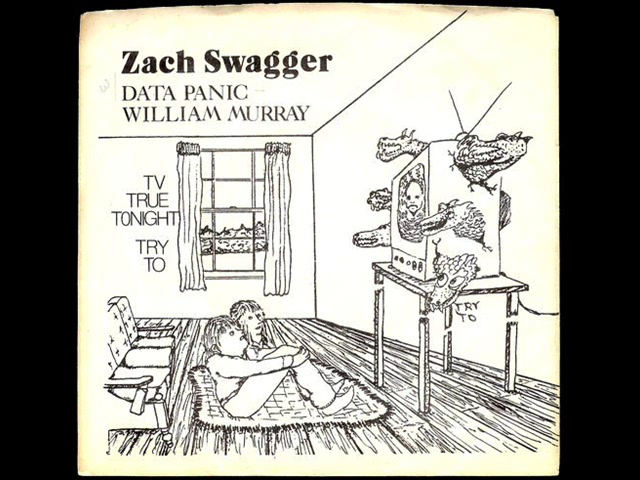 Zach Swagger
DATA PANIC
WILLIAM MURRAY
TV
TRUE
TONIGHT
TRY
TO
TRY
TO